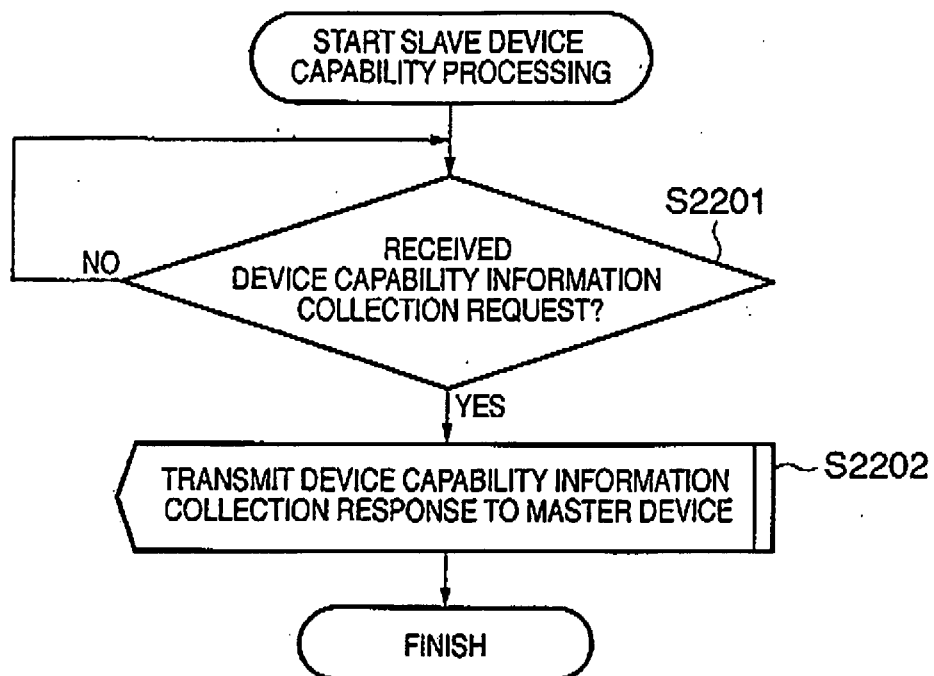 START SLAVE DEVICE
CAPABILITY PROCESSING
S2201
RECEIVED
DEVICE CAPABILITY INFORMATION
COLLECTION REQUEST?
NO
YES
TRANSMIT DEVICE CAPABILITY INFORMATION
COLLECTION RESPONSE TO MASTER DEVICE
S2202
FINISH